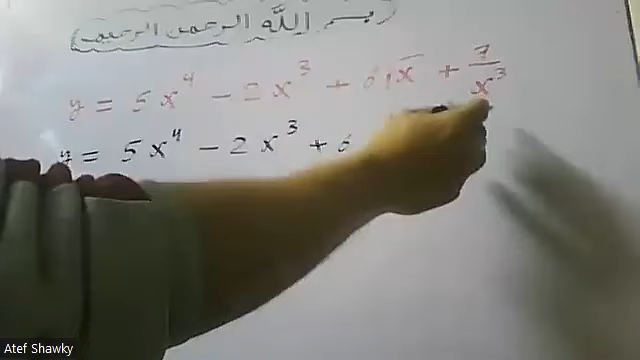 بسم الله الرحمن الرحيم
y = 5x⁴ - 2x³ + 6√x + 7/x³
y = 5x⁴ - 2x³ + 6
Atef Shawky